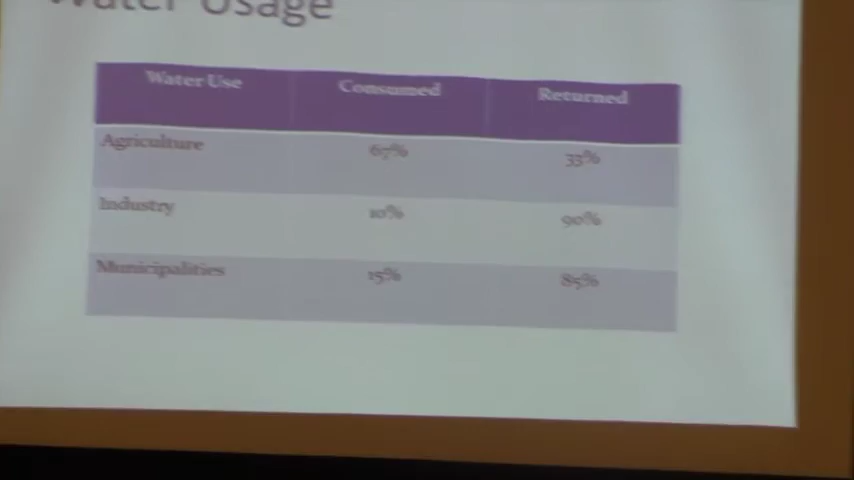 Water Usage
Water Use Consumed Returned
Agriculture 67% 33%
Industry 10% 90%
Municipalities 15% 85%